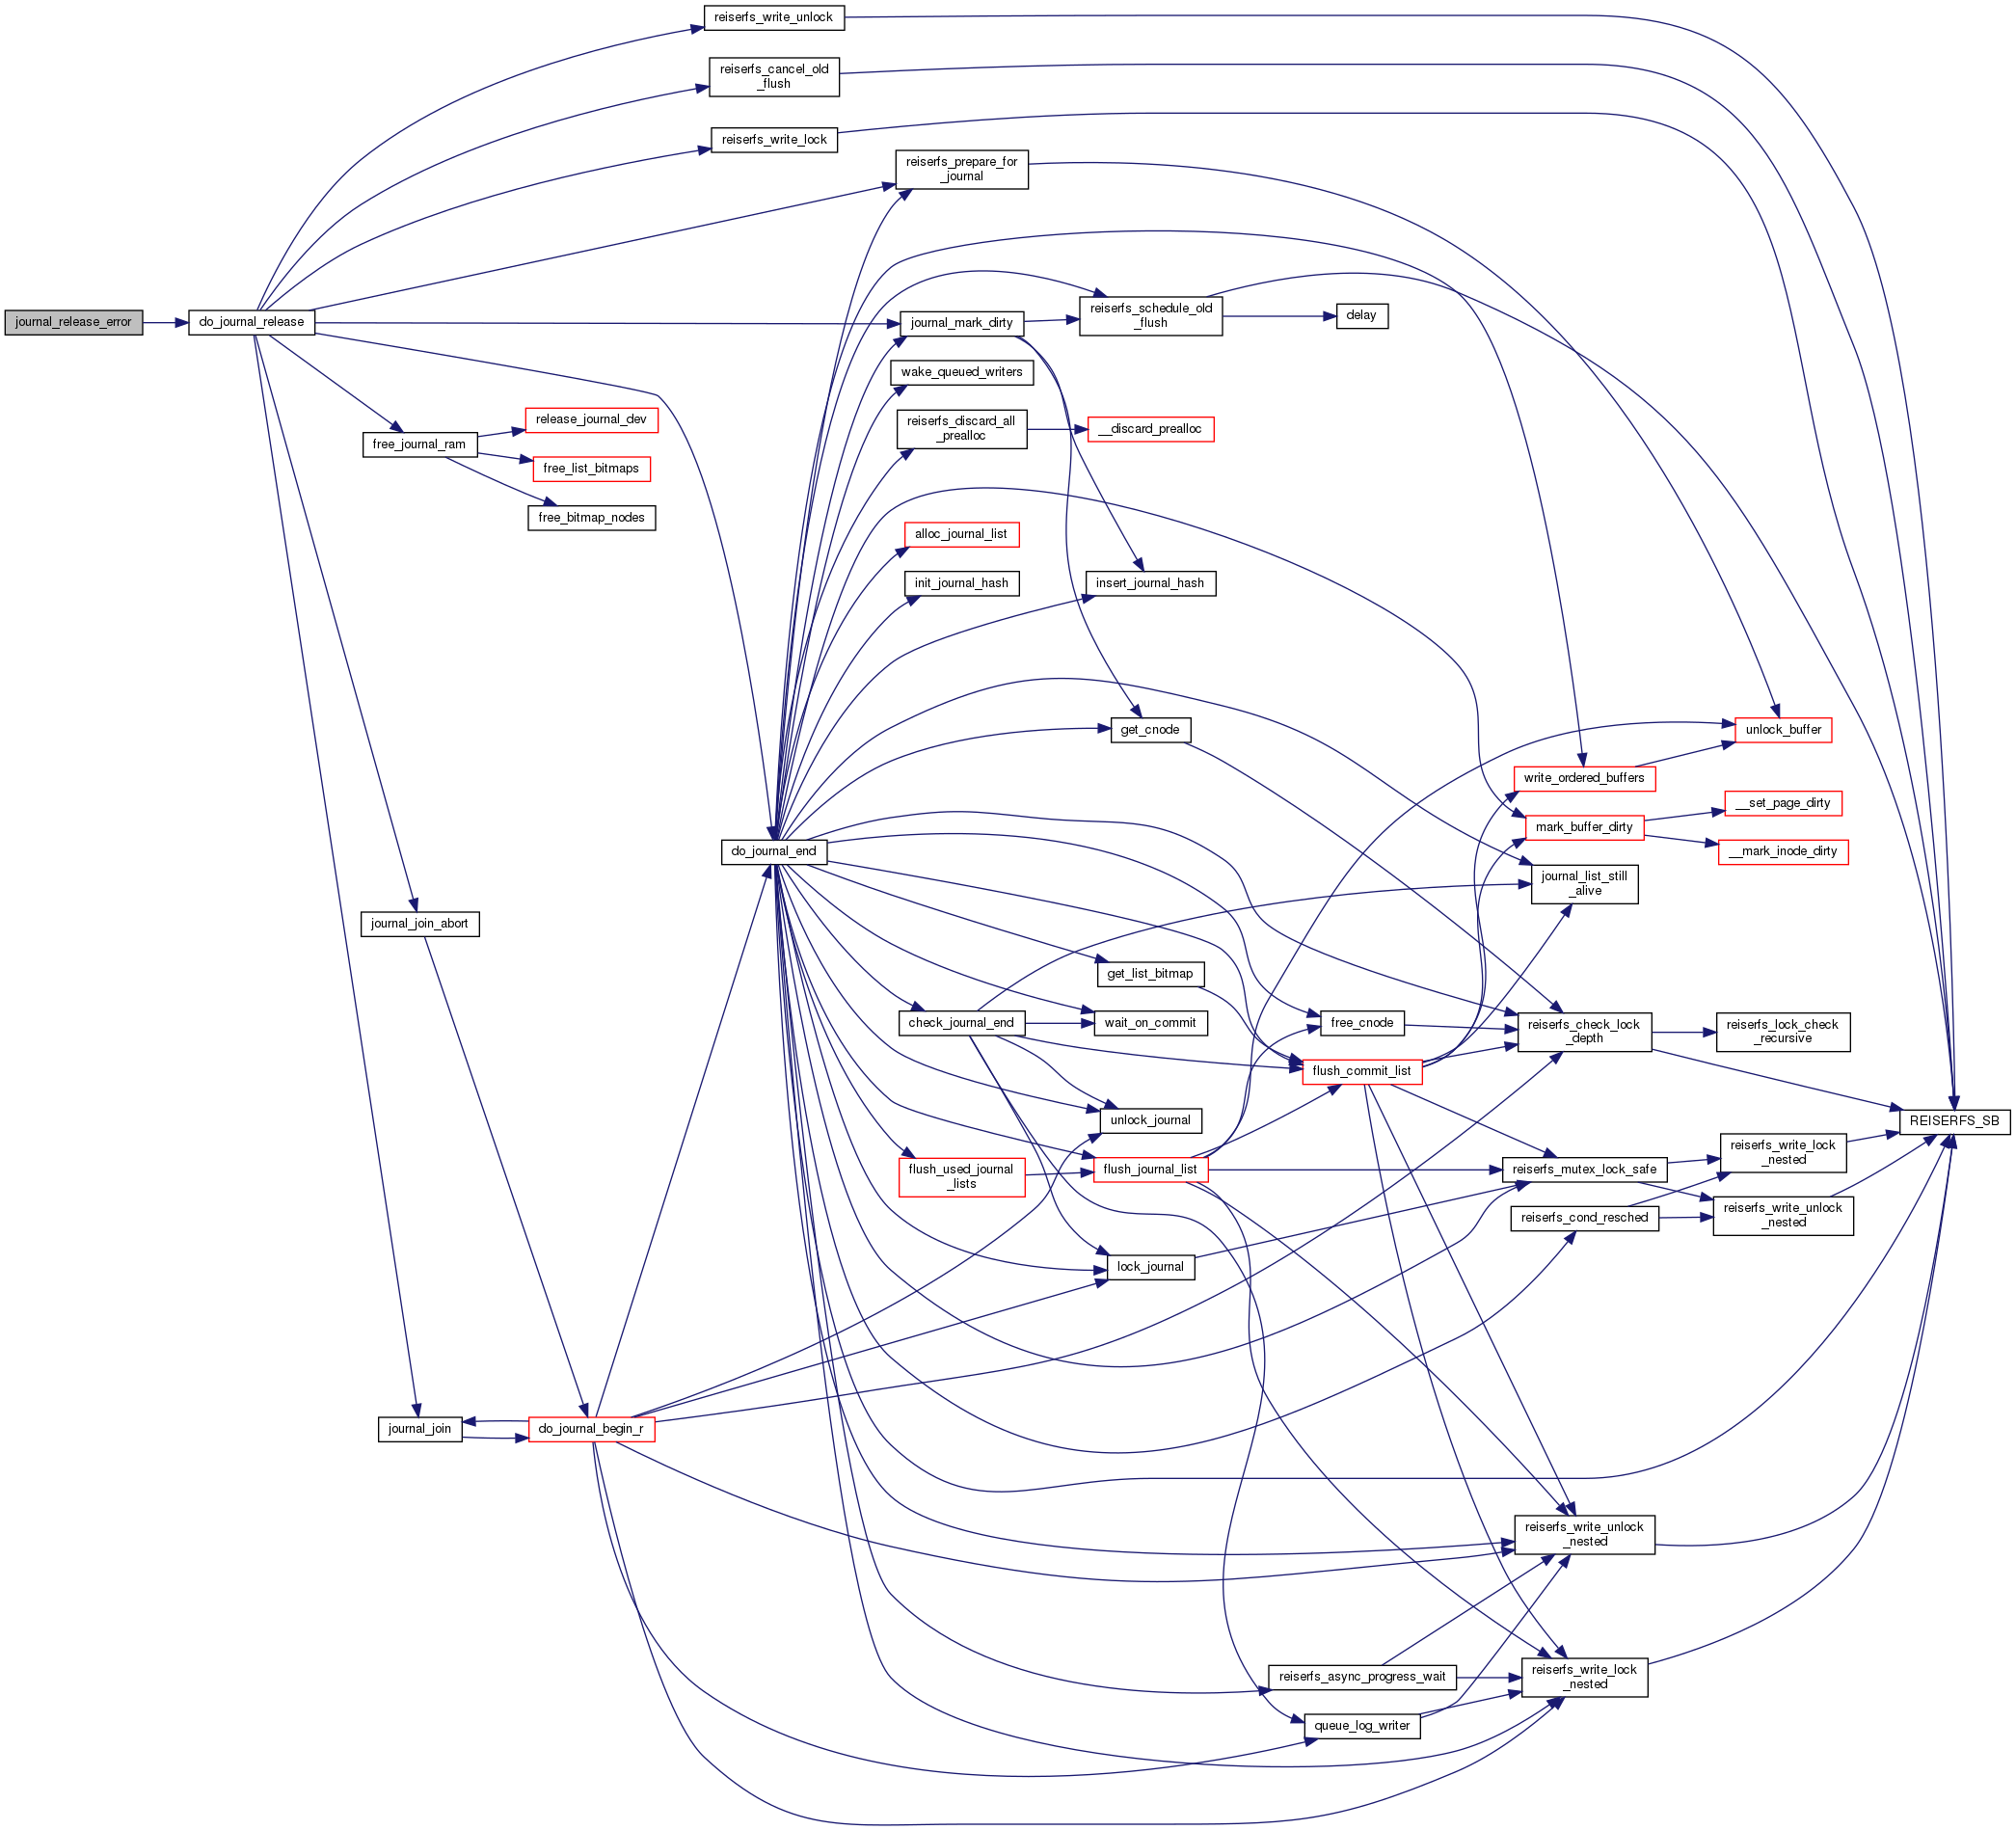 reiserfs_write_unlock
reiserfs_cancel_old
_flush
reiserfs_write_lock
reiserfs_prepare_for
_journal
journal_release_error
do_journal_release
journal_mark_dirty
reiserfs_schedule_old
_flush
delay
wake_queued_writers
release_journal_dev
reiserfs_discard_all
_prealloc
__discard_prealloc
free_journal_ram
free_list_bitmaps
free_bitmap_nodes
alloc_journal_list
init_journal_hash
insert_journal_hash
get_cnode
unlock_buffer
write_ordered_buffers
__set_page_dirty
mark_buffer_dirty
__mark_inode_dirty
do_journal_end
journal_list_still
_alive
journal_join_abort
get_list_bitmap
check_journal_end
wait_on_commit
free_cnode
reiserfs_check_lock
_depth
reiserfs_lock_check
_recursive
flush_commit_list
unlock_journal
REISERFS_SB
reiserfs_write_lock
_nested
flush_used_journal
_lists
flush_journal_list
reiserfs_mutex_lock_safe
reiserfs_cond_resched
reiserfs_write_unlock
_nested
lock_journal
journal_join
do_journal_begin_r
reiserfs_write_unlock
_nested
reiserfs_async_progress_wait
reiserfs_write_lock
_nested
queue_log_writer